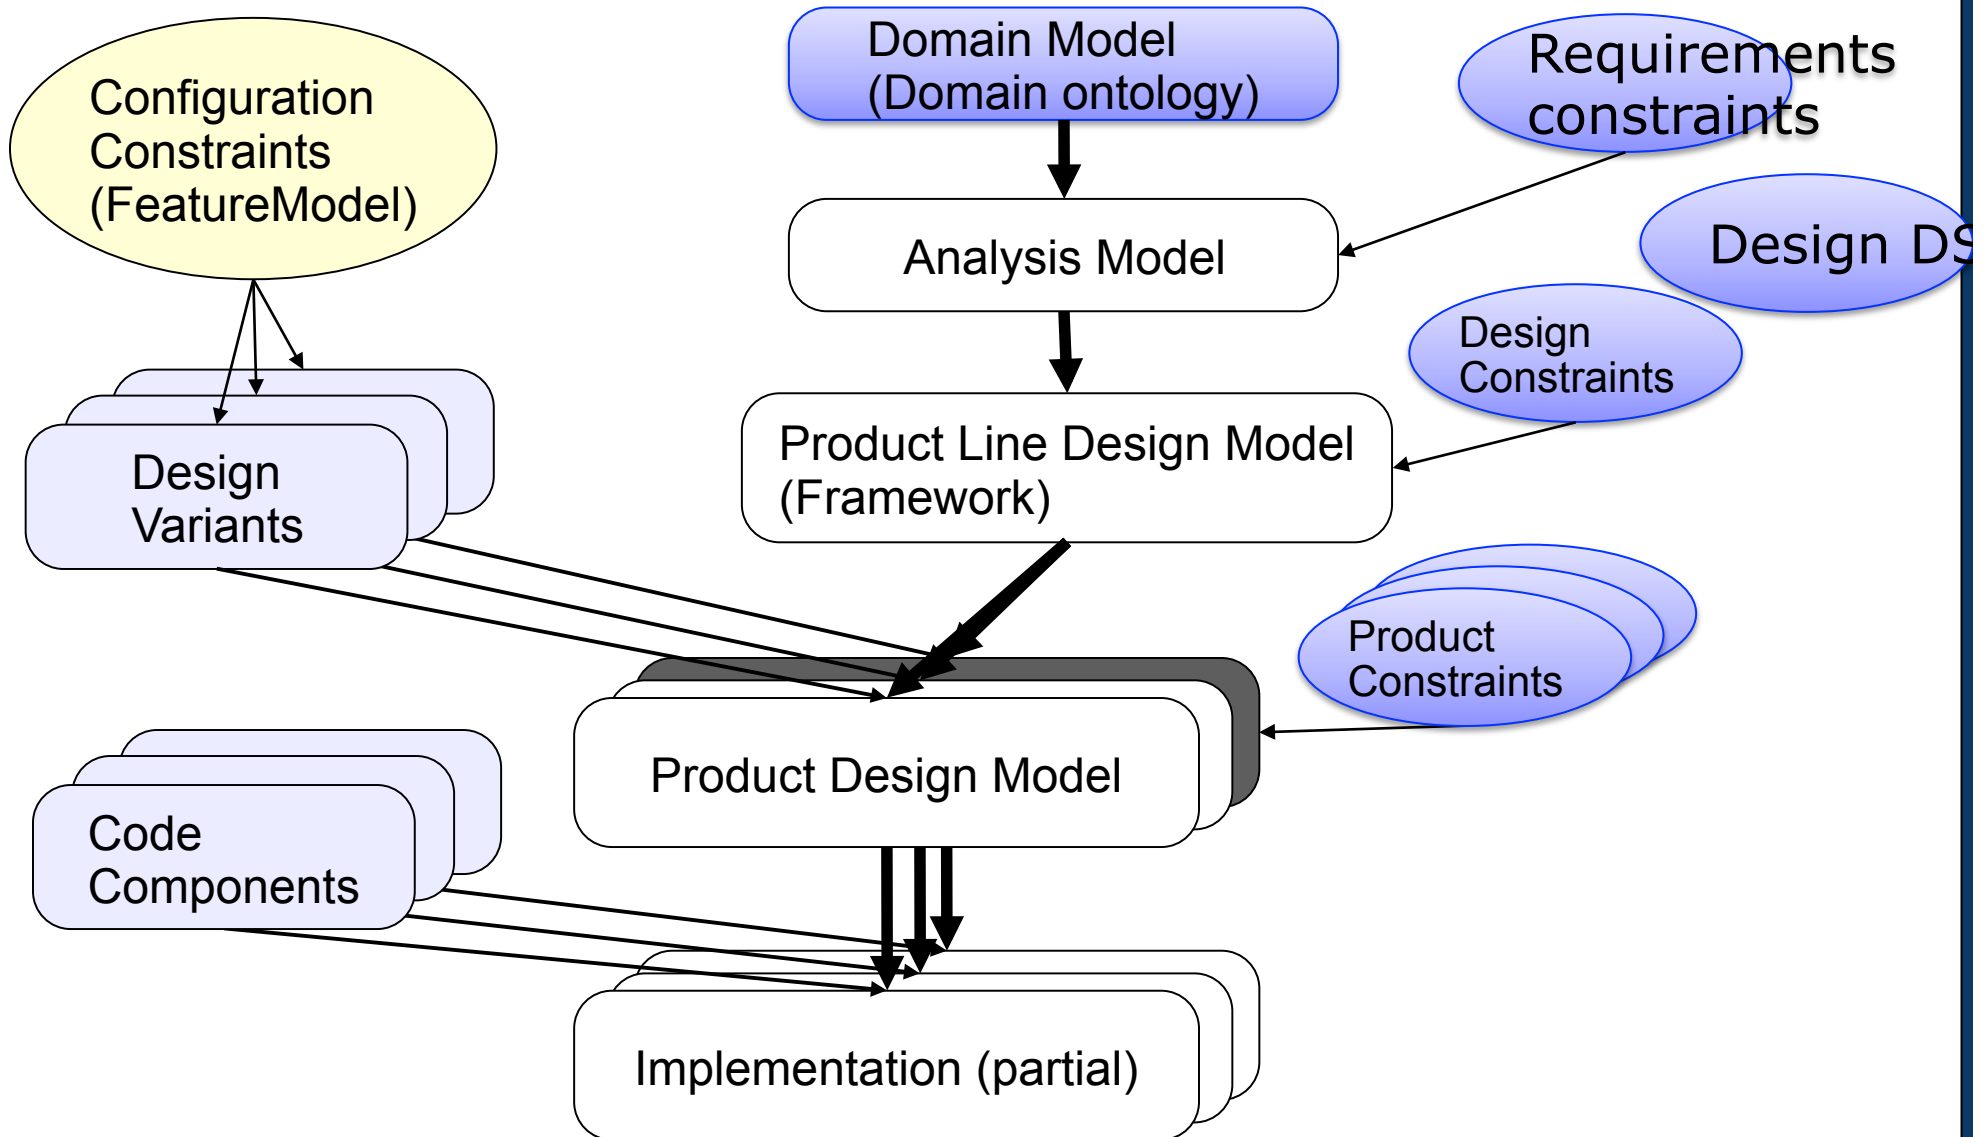 Configuration
Constraints
(FeatureModel)
Domain Model
(Domain ontology)
Requirements
constraints
Analysis Model
Design
Design
Constraints
Product Line Design Model
(Framework)
Design
Variants
Product
Constraints
Product Design Model
Code
Components
Implementation (partial)